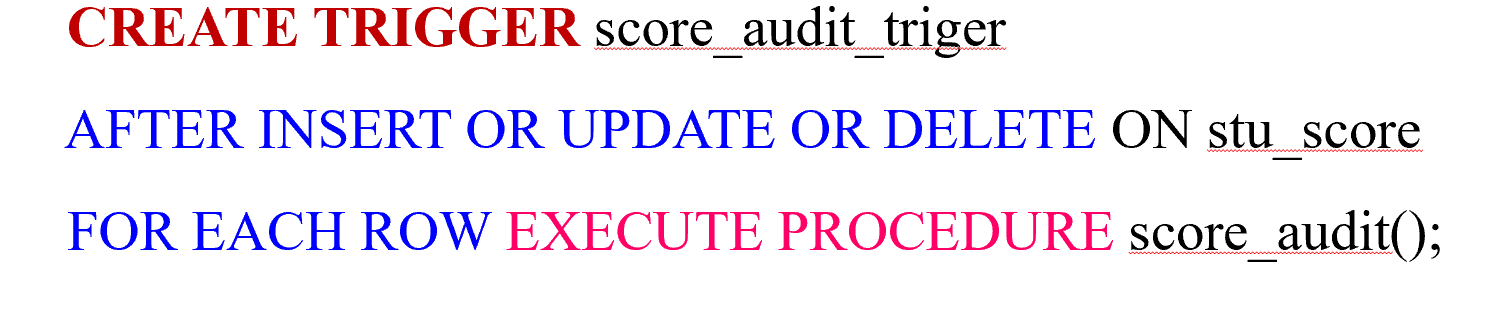 CREATE TRIGGER score_audit_triger
AFTER INSERT OR UPDATE OR DELETE ON stu_score
FOR EACH ROW EXECUTE PROCEDURE score_audit();